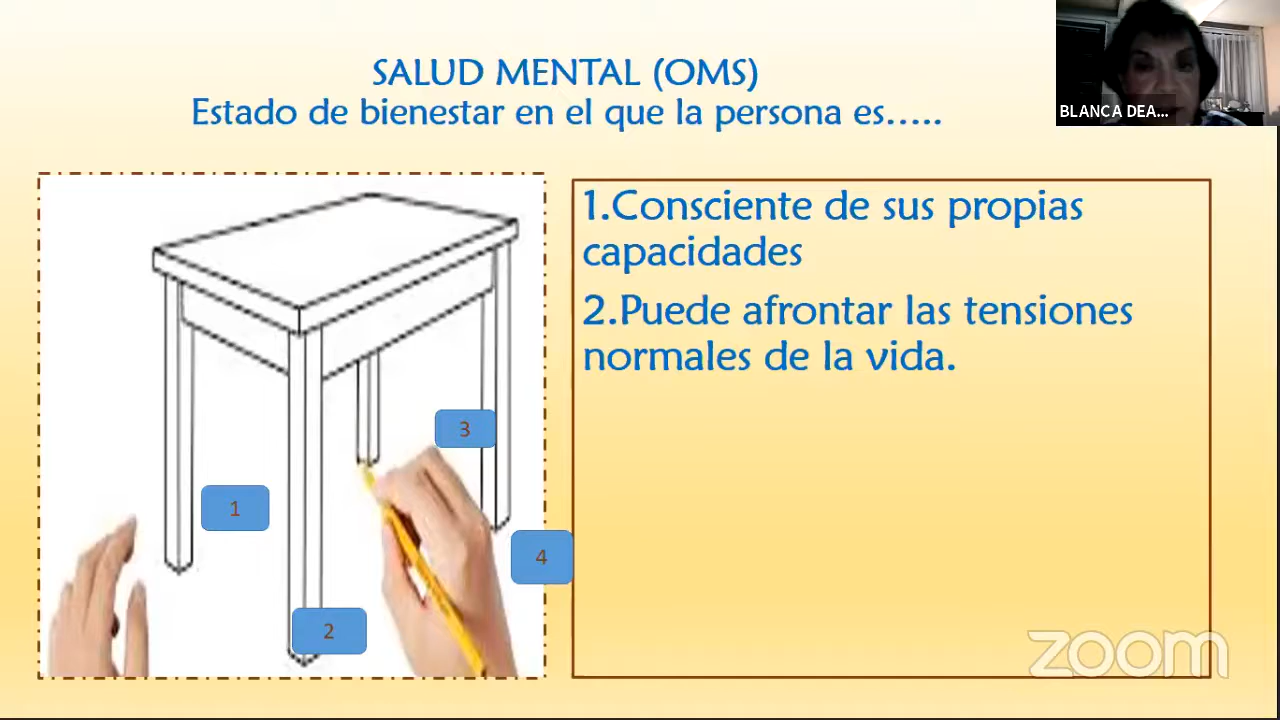 SALUD MENTAL (OMS)
Estado de bienestar en el que la persona es.....
BLANCA DEA...
1.Consciente de sus propias
capacidades
2.Puede afrontar las tensiones
normales de la vida.
3
1
4
2
zoom